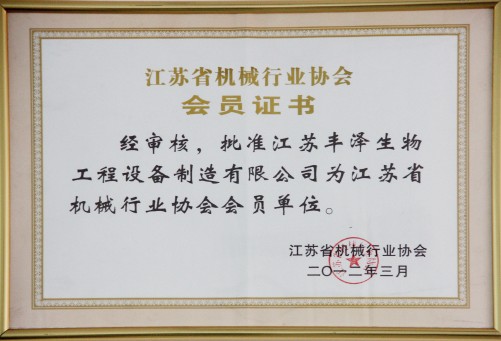 江苏省机械行业协会
会员证书
经审核，批准江苏丰泽生物
工程设备制造有限公司为江苏省
机械行业协会会员单位。
江苏省机械行业协会
二〇一二年三月